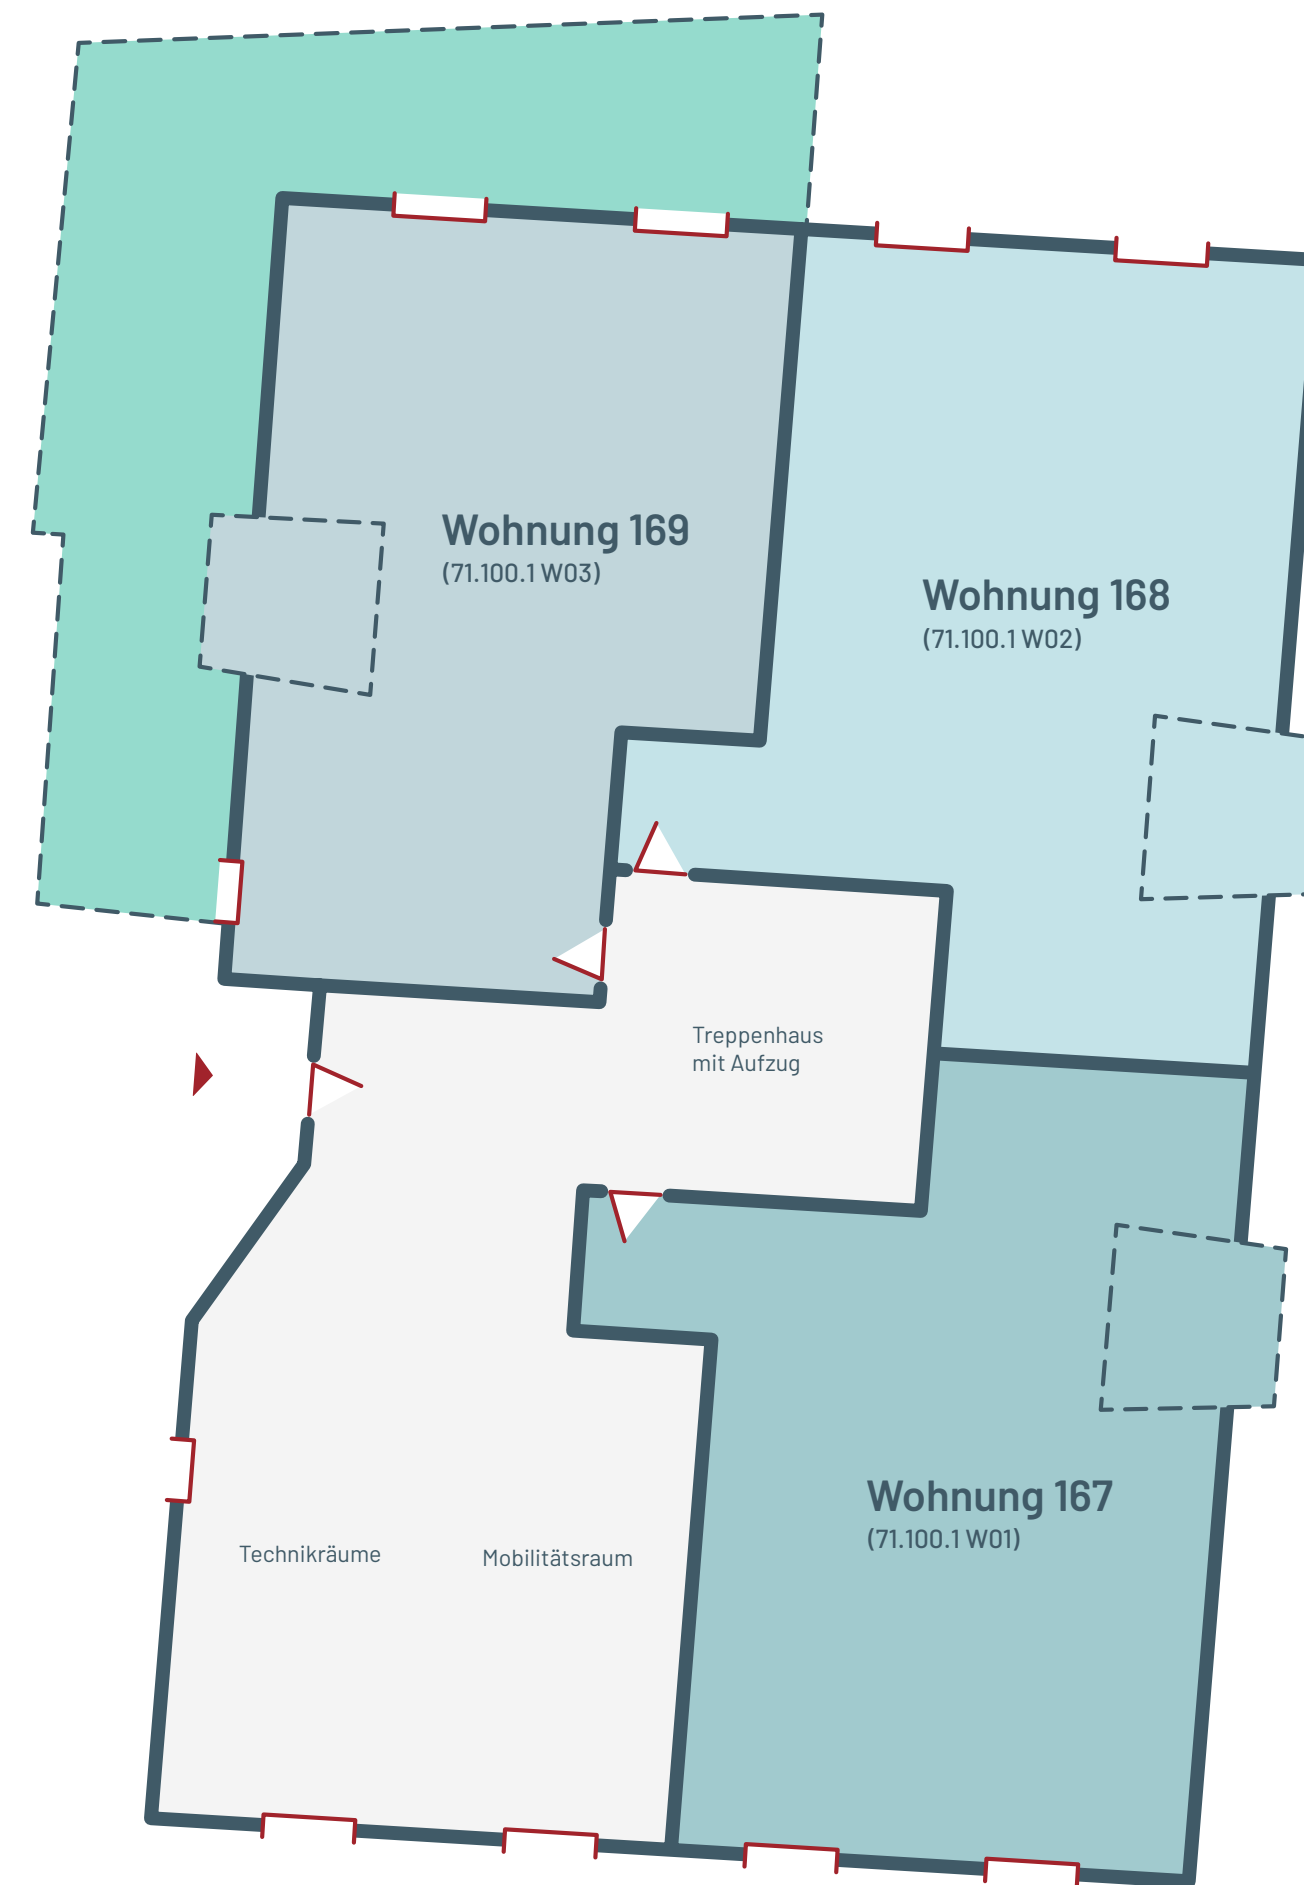 Wohnung 169
(71.100.1 W03)
Wohnung 168
(71.100.1 W02)
Treppenhaus
mit Aufzug
Wohnung 167
(71.100.1 W01)
Technikräume
Mobilitätsraum